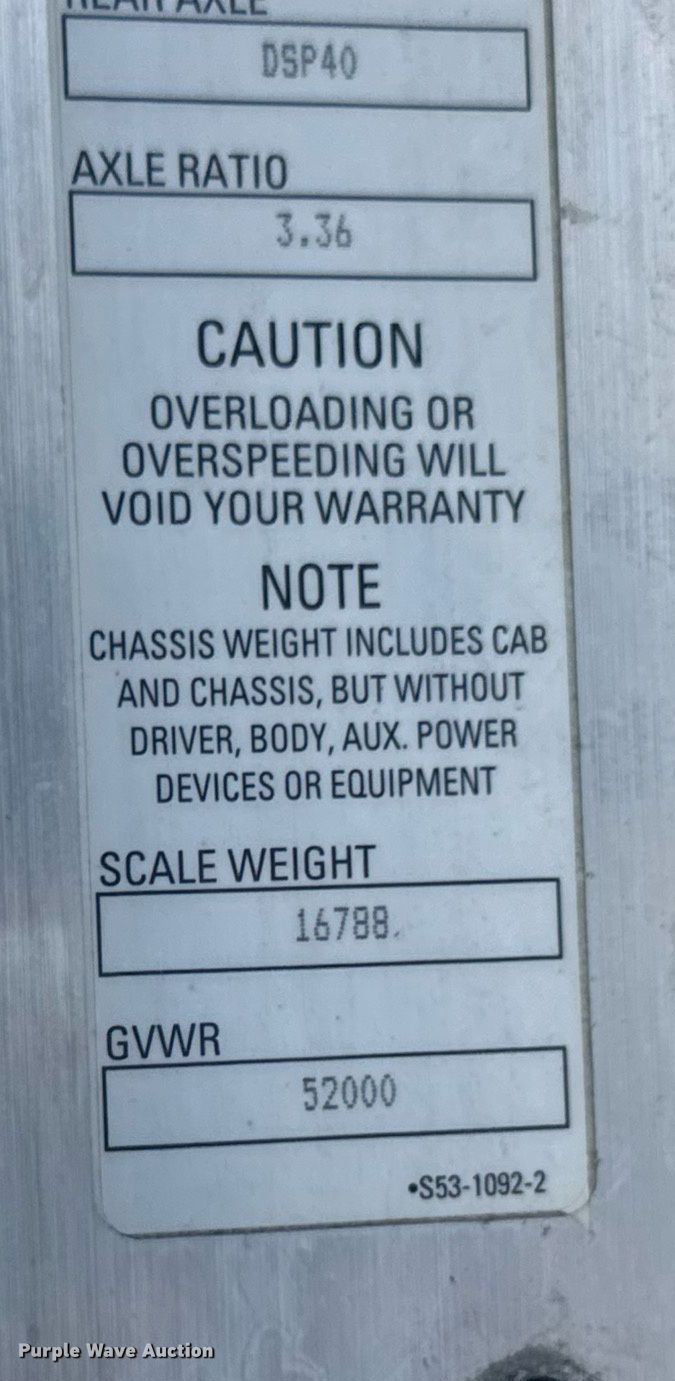 REAR AXLE
DSP40
AXLE RATIO
3.36
CAUTION
OVERLOADING OR
OVERSPEEDING WILL
VOID YOUR WARRANTY
NOTE
CHASSIS WEIGHT INCLUDES CAB
AND CHASSIS, BUT WITHOUT
DRIVER, BODY, AUX. POWER
DEVICES OR EQUIPMENT
SCALE WEIGHT
16788.
GVWR
52000
•S53-1092-2
Purple Wave Auction